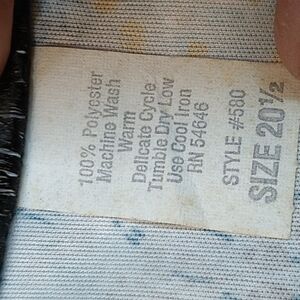 100% Polyester
Machine Wash
Warm
Delicate Cycle
Tumble Dry Low
Use Cool Iron
RN 54646
STYLE #580
SIZE 20½